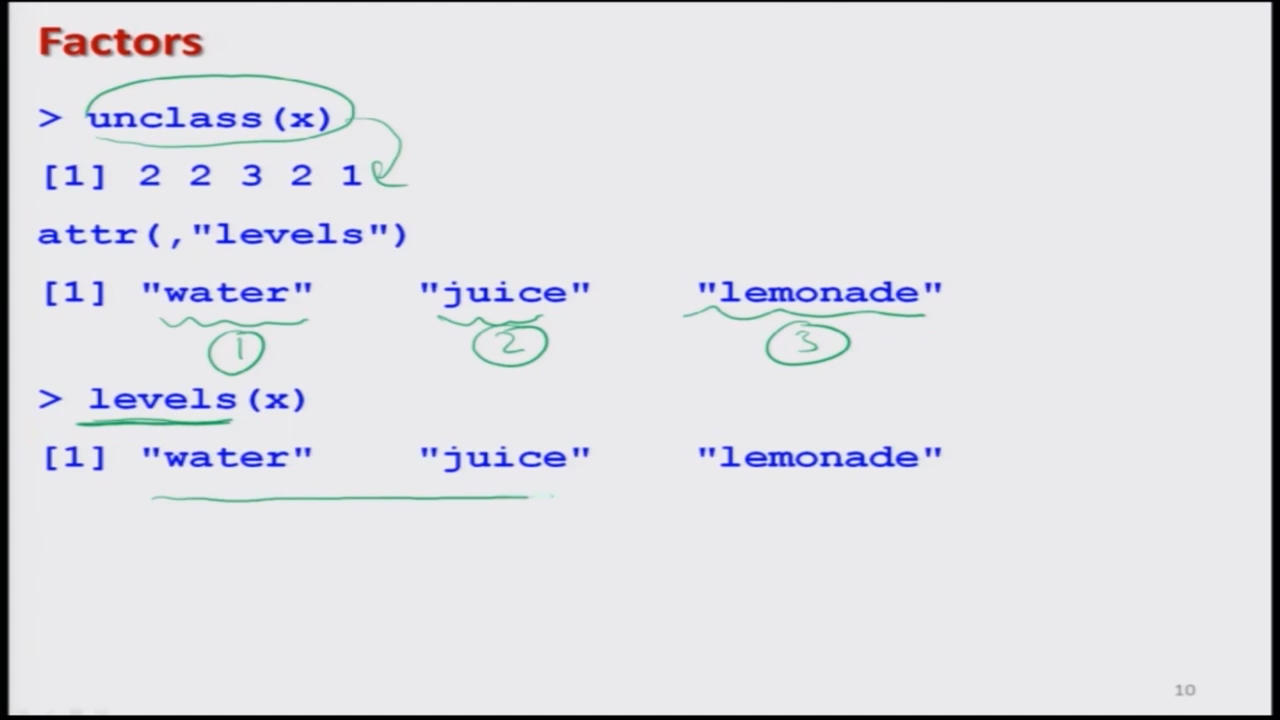 Factors
> unclass(x)
[1] 2 2 3 2 1
attr(,"levels")
[1] "water" "juice" "lemonade"
1 2 3
> levels(x)
[1] "water" "juice" "lemonade"
10